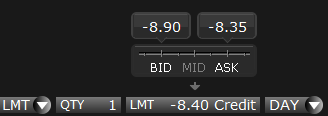 -8.90 -8.35
BID MID ASK
LMT QTY 1 LMT -8.40 Credit DAY